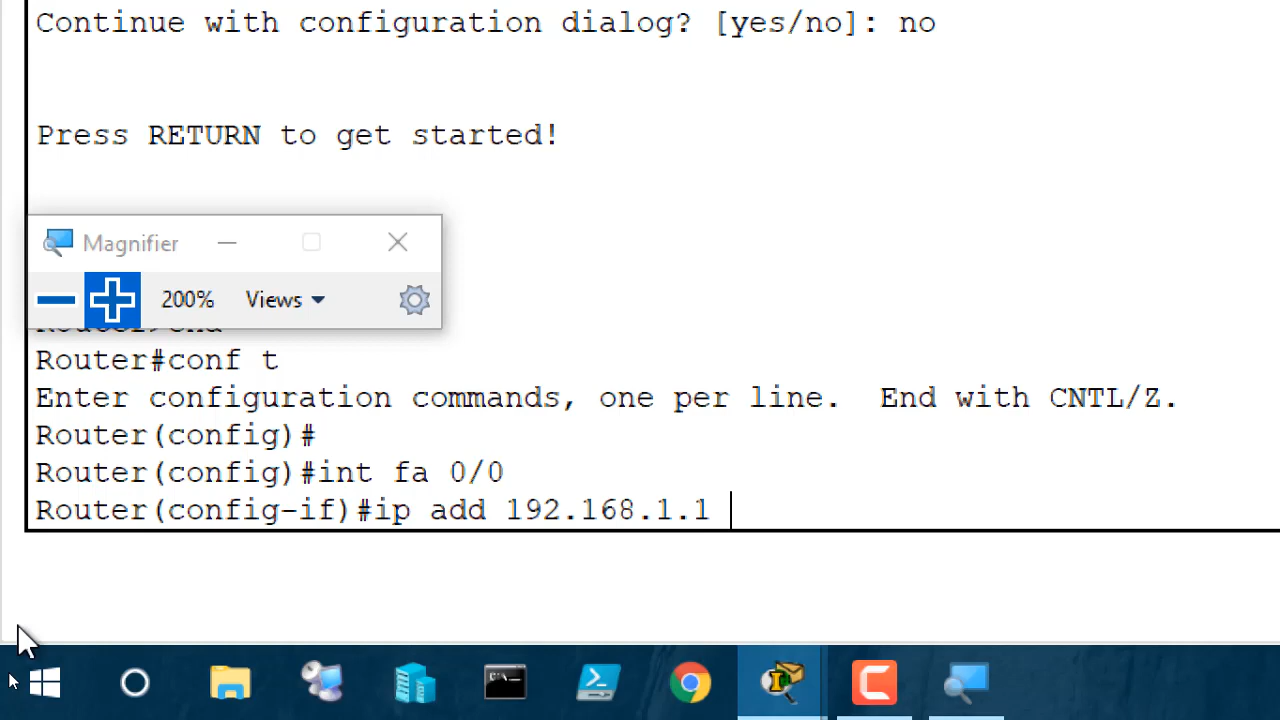 Continue with configuration dialog? [yes/no]: no
Press RETURN to get started!
Magnifier
200% Views
Router#conf t
Enter configuration commands, one per line.  End with CNTL/Z.
Router(config)#
Router(config)#int fa 0/0
Router(config-if)#ip add 192.168.1.1